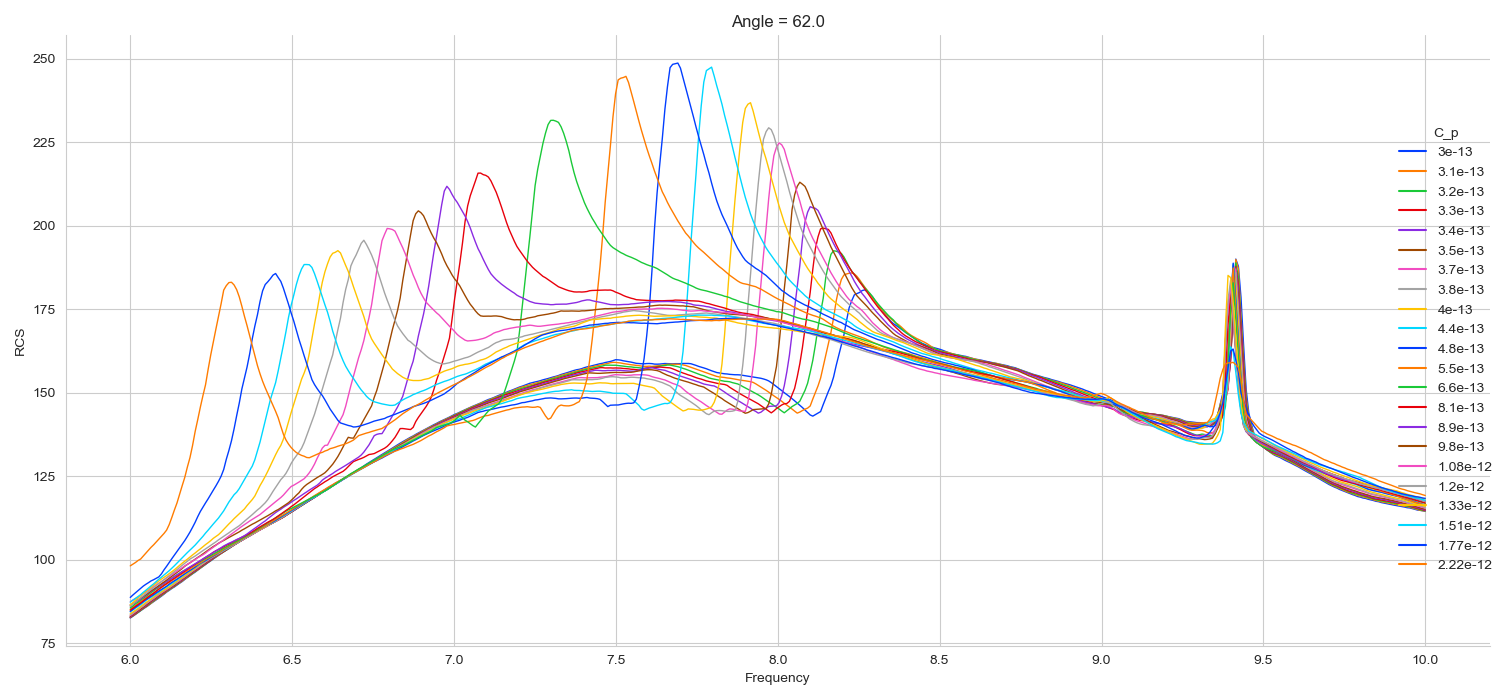 Angle = 62.0
RCS
250
225
200
175
150
125
100
75
6.0 6.5 7.0 7.5 8.0 8.5 9.0 9.5 10.0
Frequency
C_p
3e-13
3.1e-13
3.2e-13
3.3e-13
3.4e-13
3.5e-13
3.7e-13
3.8e-13
4e-13
4.4e-13
4.8e-13
5.5e-13
6.6e-13
8.1e-13
8.9e-13
9.8e-13
1.08e-12
1.2e-12
1.33e-12
1.51e-12
1.77e-12
2.22e-12